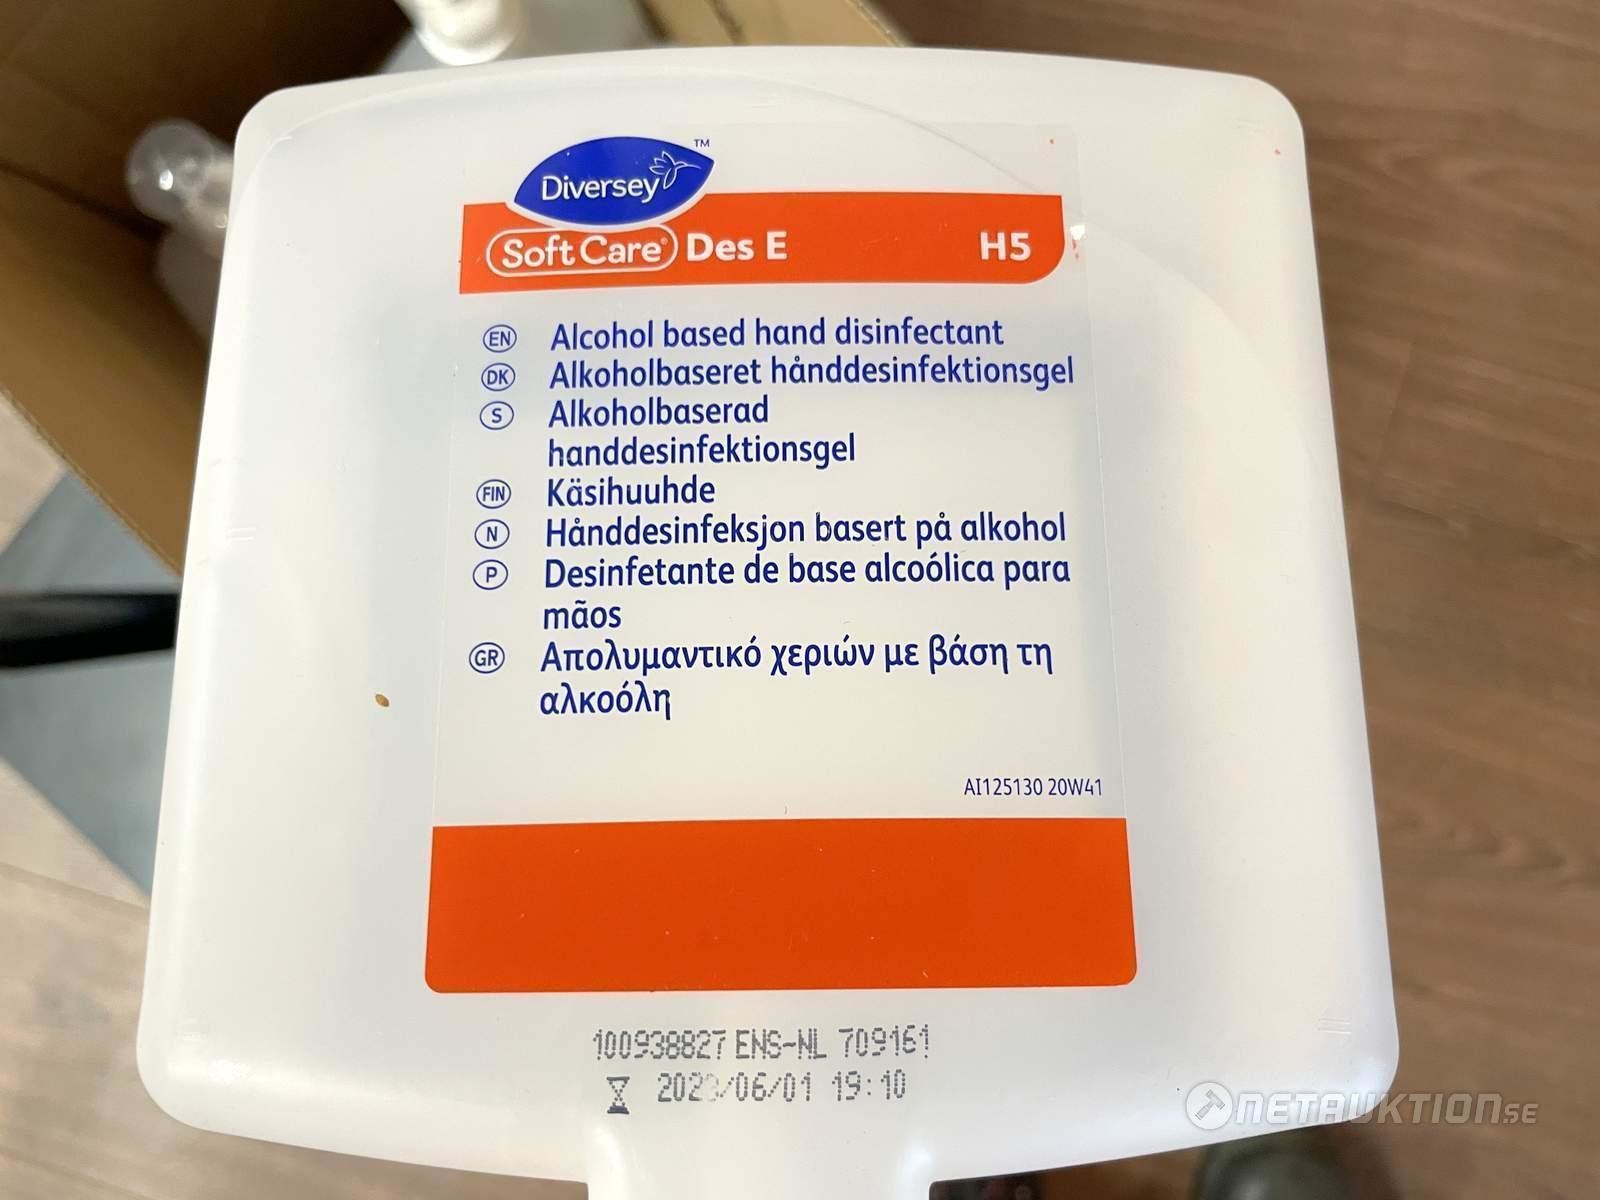 Diversey™
Soft Care® Des E H5
EN Alcohol based hand disinfectant
DK Alkoholbaseret hånddesinfektionsgel
S Alkoholbaserad
handdesinfektionsgel
FIN Käsihuuhde
N Hånddesinfeksjon basert på alkohol
P Desinfetante de base alcoólica para
mãos
GR Απολυμαντικό χεριών με βάση τη
αλκοόλη
AI125130 20W41
100938827 ENS-NL 709161
19:10
NETAUKTION.SE